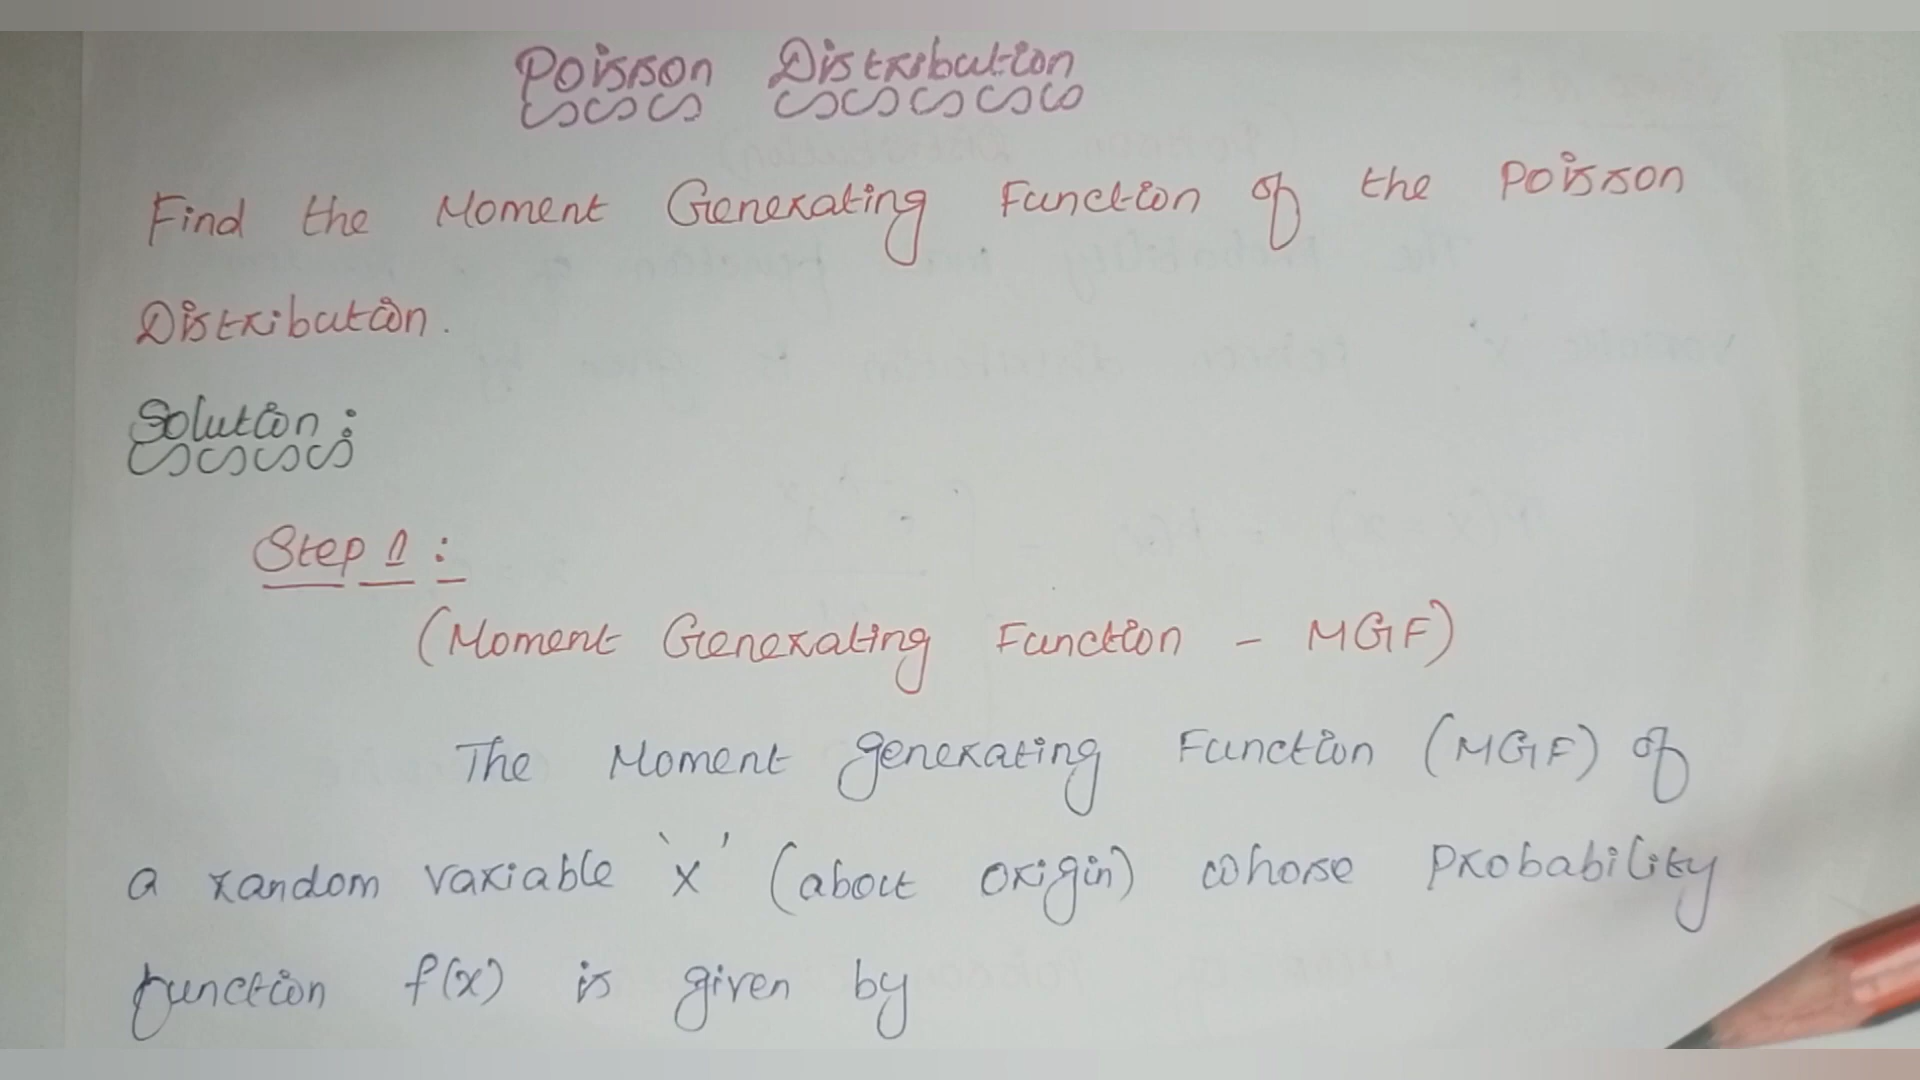 Poisson Distribution
Find the Moment Generating Function of the Poisson
Distribution.
Solution:
Step 1:
(Moment Generating Function - MGF)
The Moment generating Function (MGF) of
a random variable 'x' (about origin) whose Probability
function f(x) is given by